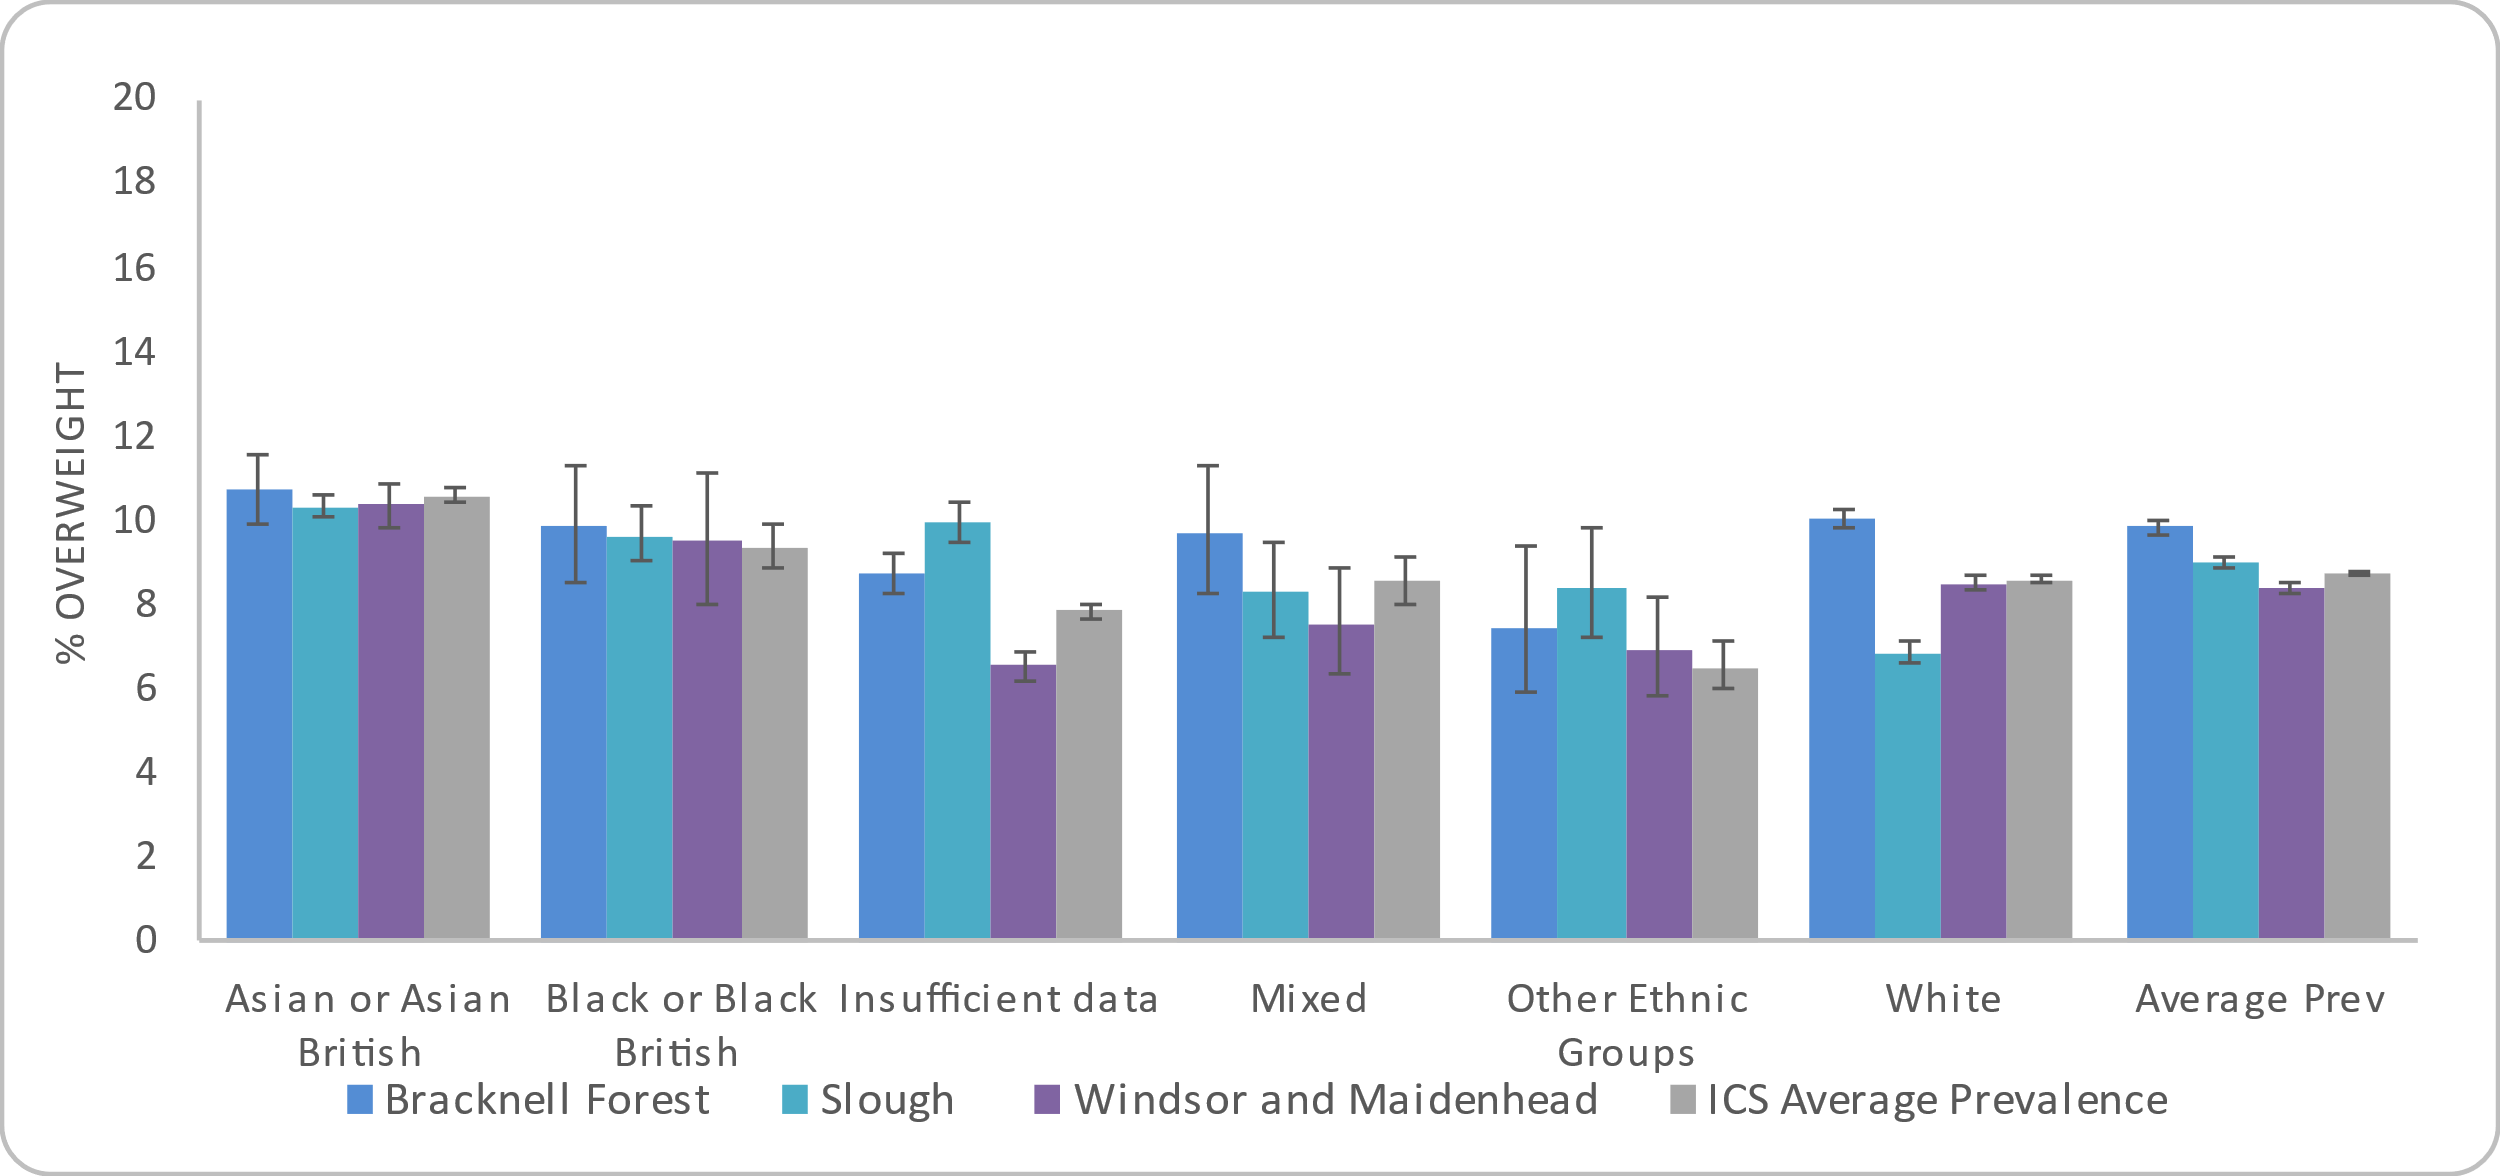 20
18
16
14
12
10
8
6
4
2
0
% OVERWEIGHT
Asian or Asian British
Black or Black British
Insufficient data
Mixed
Other Ethnic Groups
White
Average Prev
Bracknell Forest
Slough
Windsor and Maidenhead
ICS Average Prevalence